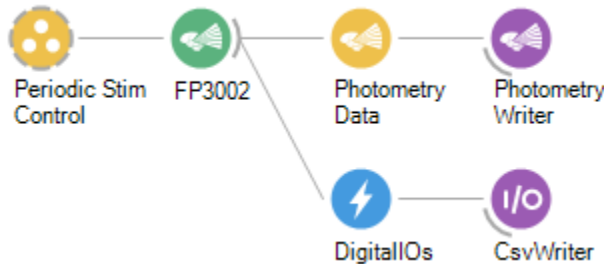 Periodic Stim
Control
FP3002
Photometry
Data
Photometry
Writer
I/O
DigitalIOs
CsvWriter